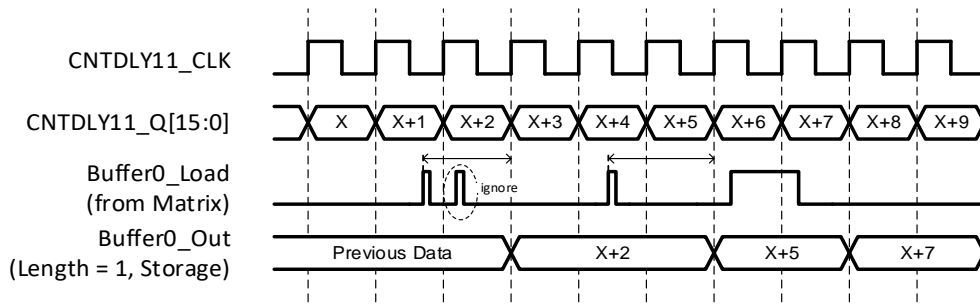 CNTDLY11_CLK
CNTDLY11_Q[15:0] X X+1 X+2 X+3 X+4 X+5 X+6 X+7 X+8 X+9
Buffer0_Load
(from Matrix)
ignore
Buffer0_Out
(Length = 1, Storage)
Previous Data X+2 X+5 X+7